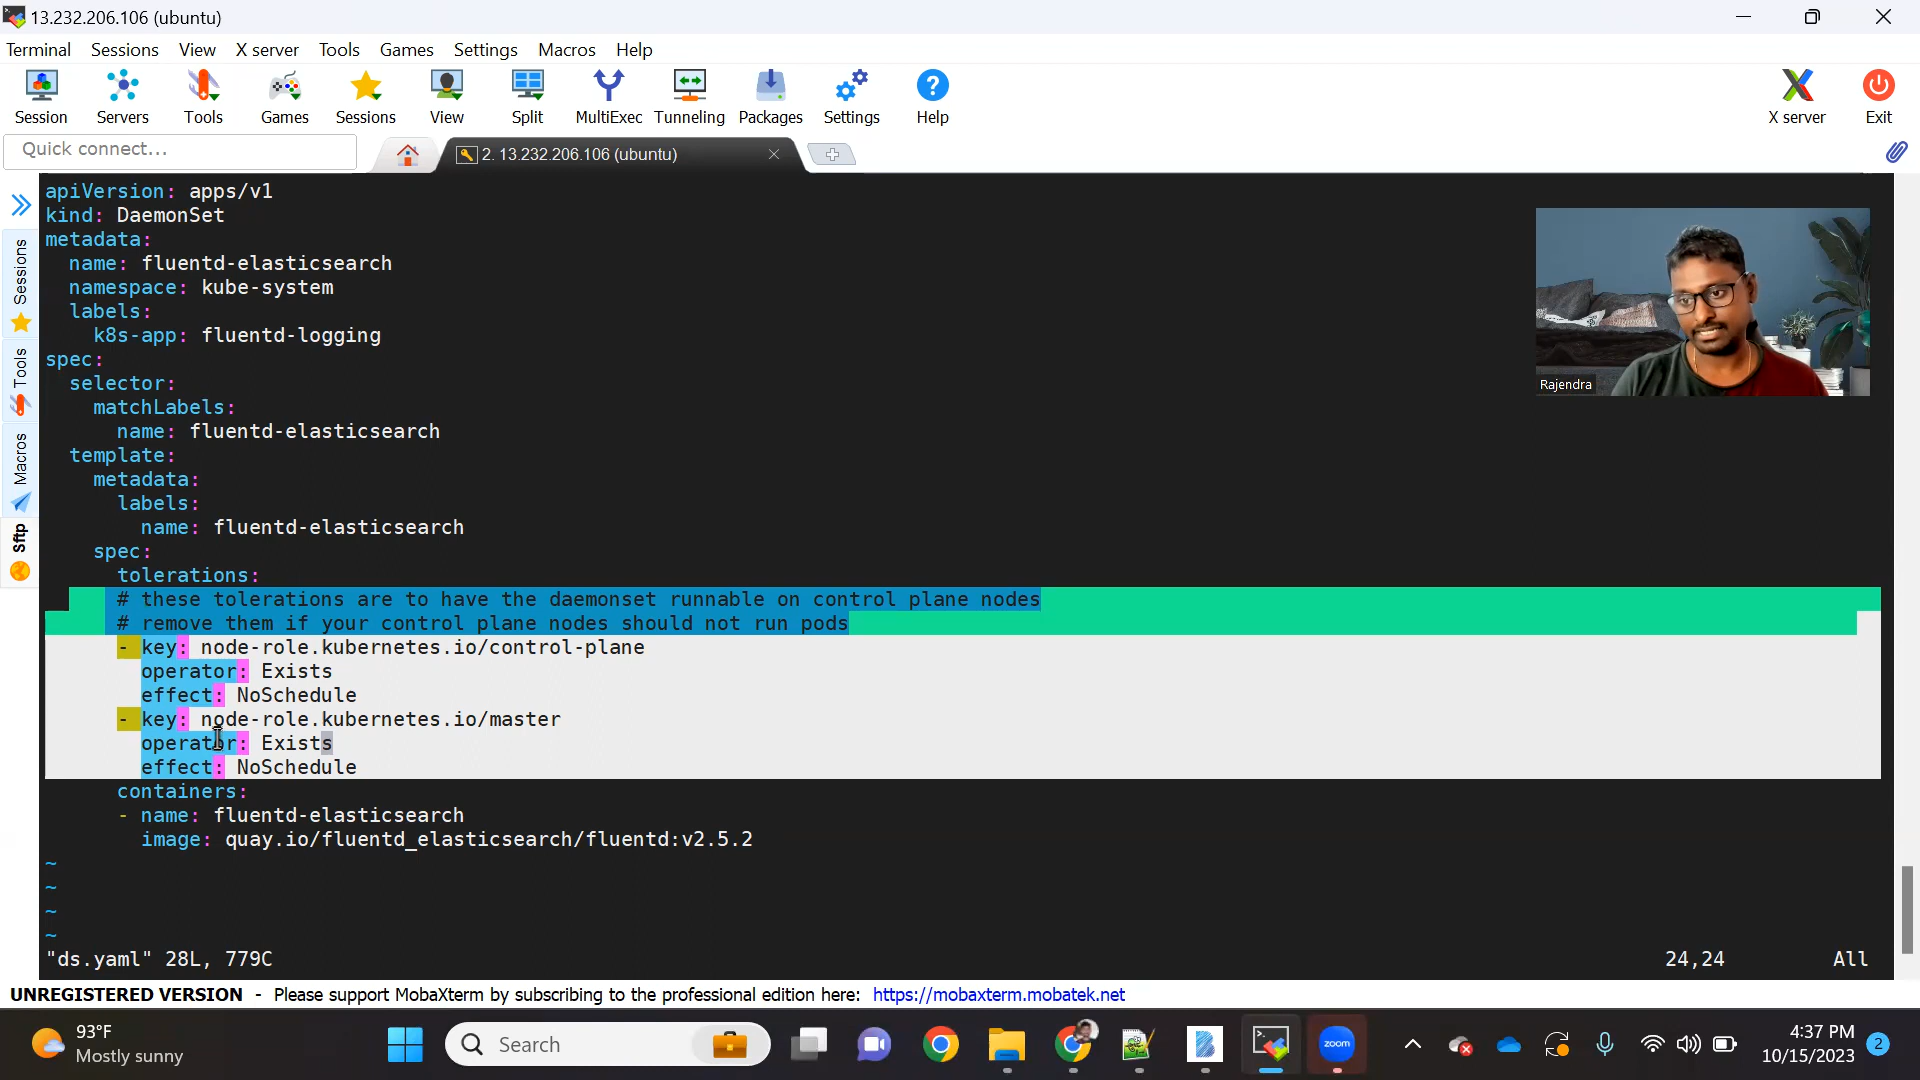 13.232.206.106 (ubuntu)
Terminal Sessions View X server Tools Games Settings Macros Help
Session Servers Tools Games Sessions View Split MultiExec Tunneling Packages Settings Help X server Exit
Quick connect...
2. 13.232.206.106 (ubuntu)
Sessions
Tools
Macros
Sftp
apiVersion: apps/v1
kind: DaemonSet
metadata:
  name: fluentd-elasticsearch
  namespace: kube-system
  labels:
    k8s-app: fluentd-logging
spec:
  selector:
    matchLabels:
      name: fluentd-elasticsearch
  template:
    metadata:
      labels:
        name: fluentd-elasticsearch
    spec:
      tolerations:
      # these tolerations are to have the daemonset runnable on control plane nodes
      # remove them if your control plane nodes should not run pods
      - key: node-role.kubernetes.io/control-plane
        operator: Exists
        effect: NoSchedule
      - key: node-role.kubernetes.io/master
        operator: Exists
        effect: NoSchedule
      containers:
      - name: fluentd-elasticsearch
        image: quay.io/fluentd_elasticsearch/fluentd:v2.5.2
~
~
~
~
"ds.yaml" 28L, 779C 24,24 All
Rajendra
UNREGISTERED VERSION - Please support MobaXterm by subscribing to the professional edition here: https://mobaxterm.mobatek.net
93°F
Mostly sunny
Search
zoom
4:37 PM
10/15/2023
2